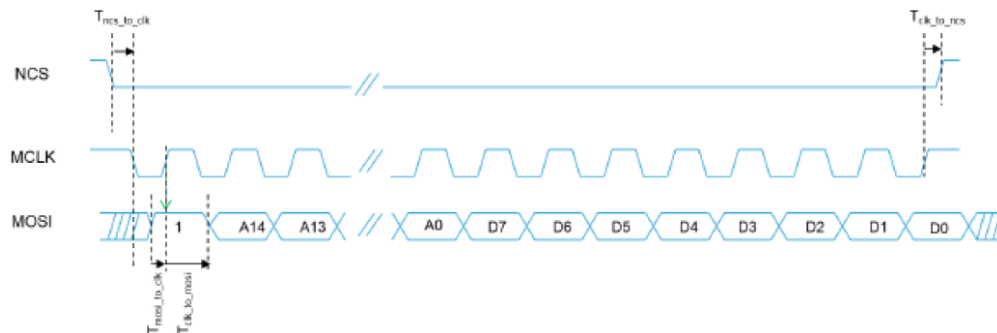 Tncs_to_clk
Tclk_to_ncs
NCS
MCLK
MOSI
1
A14
A13
A0
D7
D6
D5
D4
D3
D2
D1
D0
Tmosi_to_clk
Tclk_to_mosi